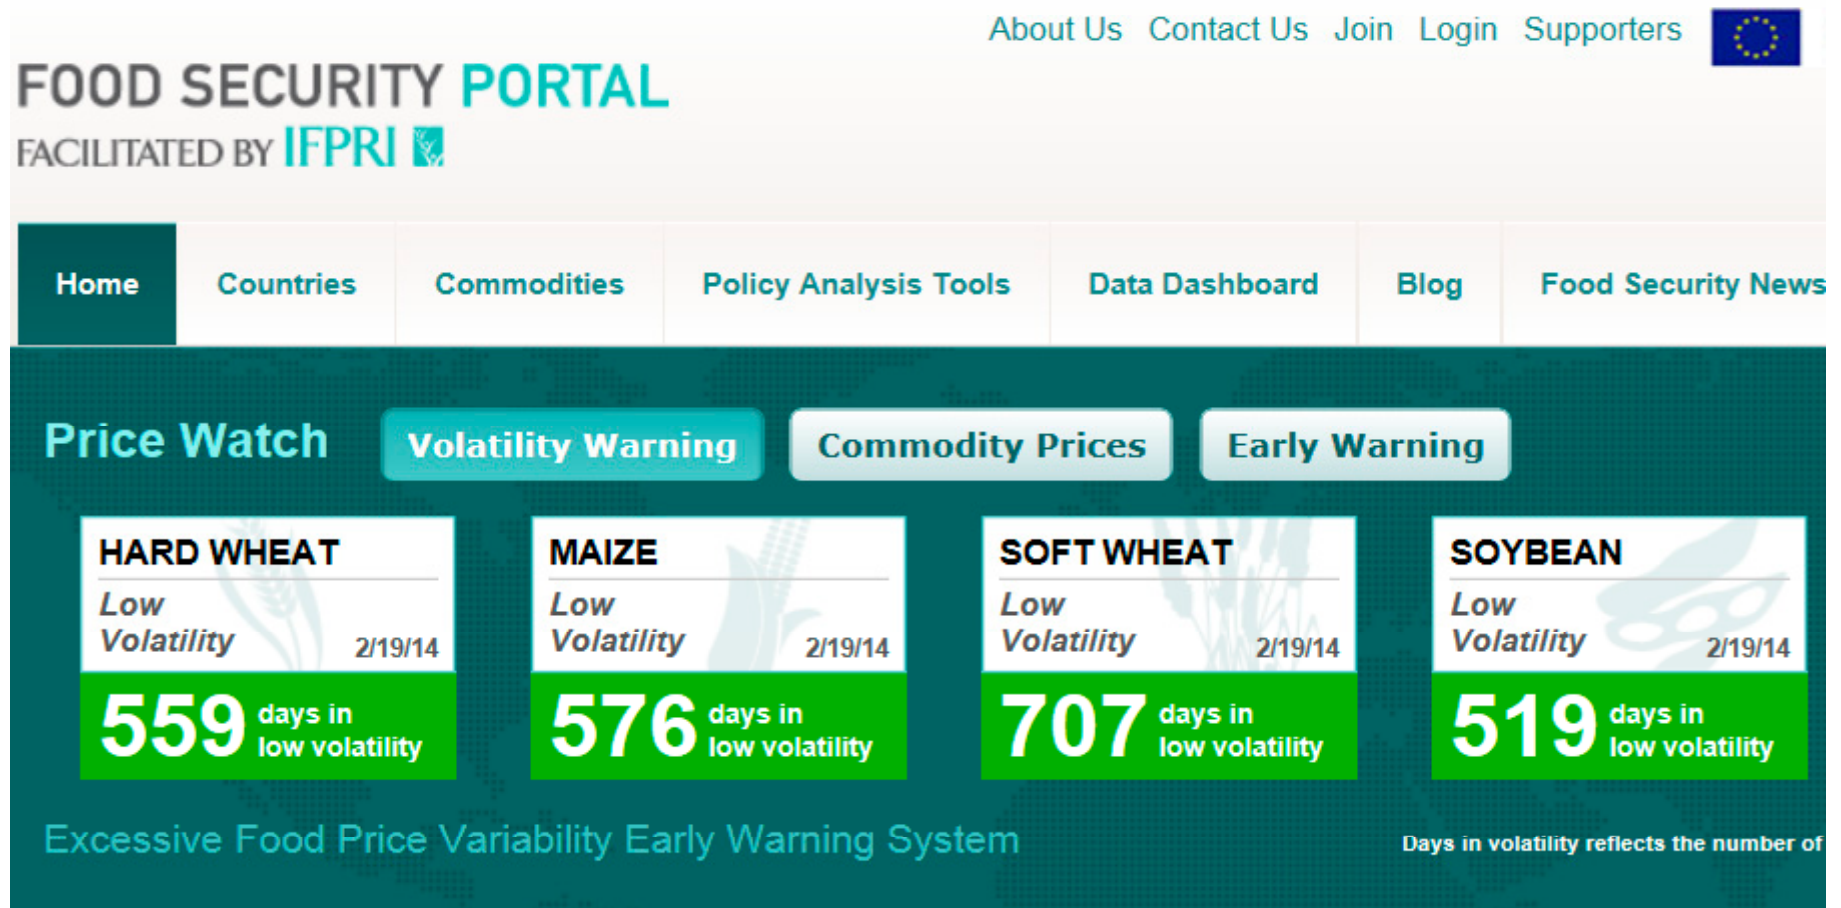 About Us Contact Us Join Login Supporters
FOOD SECURITY PORTAL
FACILITATED BY IFPRI
Home Countries Commodities Policy Analysis Tools Data Dashboard Blog Food Security News
Price Watch Volatility Warning Commodity Prices Early Warning
HARD WHEAT
Low
Volatility 2/19/14
559 days in
low volatility
MAIZE
Low
Volatility 2/19/14
576 days in
low volatility
SOFT WHEAT
Low
Volatility 2/19/14
707 days in
low volatility
SOYBEAN
Low
Volatility 2/19/14
519 days in
low volatility
Excessive Food Price Variability Early Warning System
Days in volatility reflects the number of